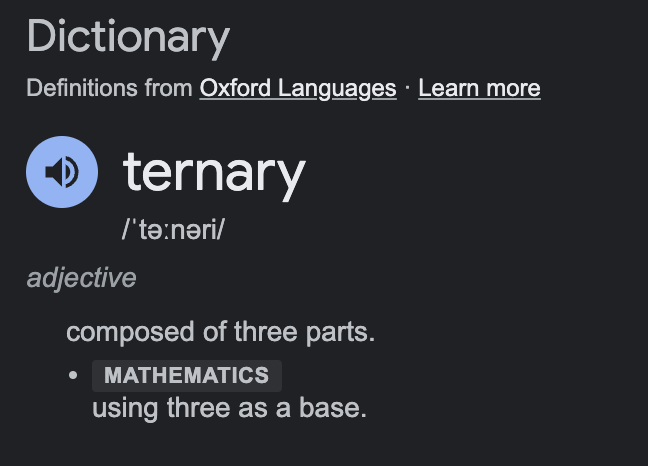 Dictionary
Definitions from Oxford Languages · Learn more
ternary
/ˈtəːnəri/
adjective
composed of three parts.
• MATHEMATICS
using three as a base.